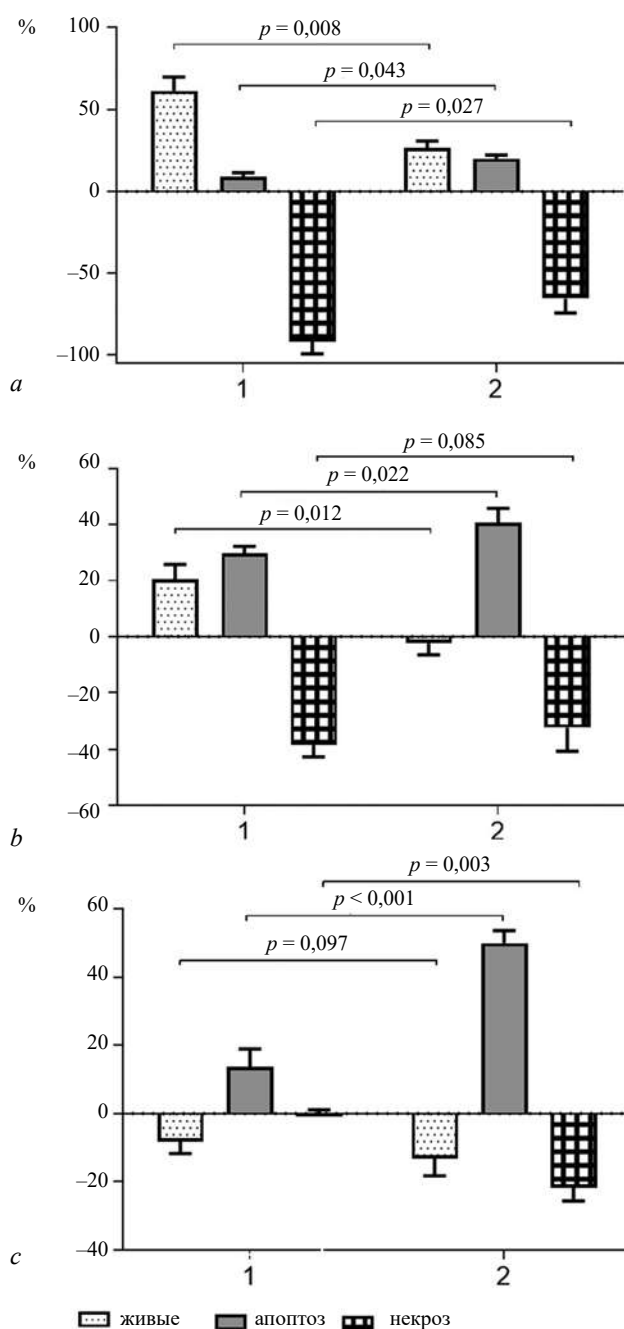 % 100
p = 0,008
p = 0,043
p = 0,027
50
0
–50
–100
a
1 2
% 60
p = 0,085
p = 0,022
p = 0,012
40
20
0
–20
–40
–60
b
1 2
p = 0,003
% 60
p < 0,001
p = 0,097
40
20
0
–20
–40
c
1 2
живые апоптоз некроз